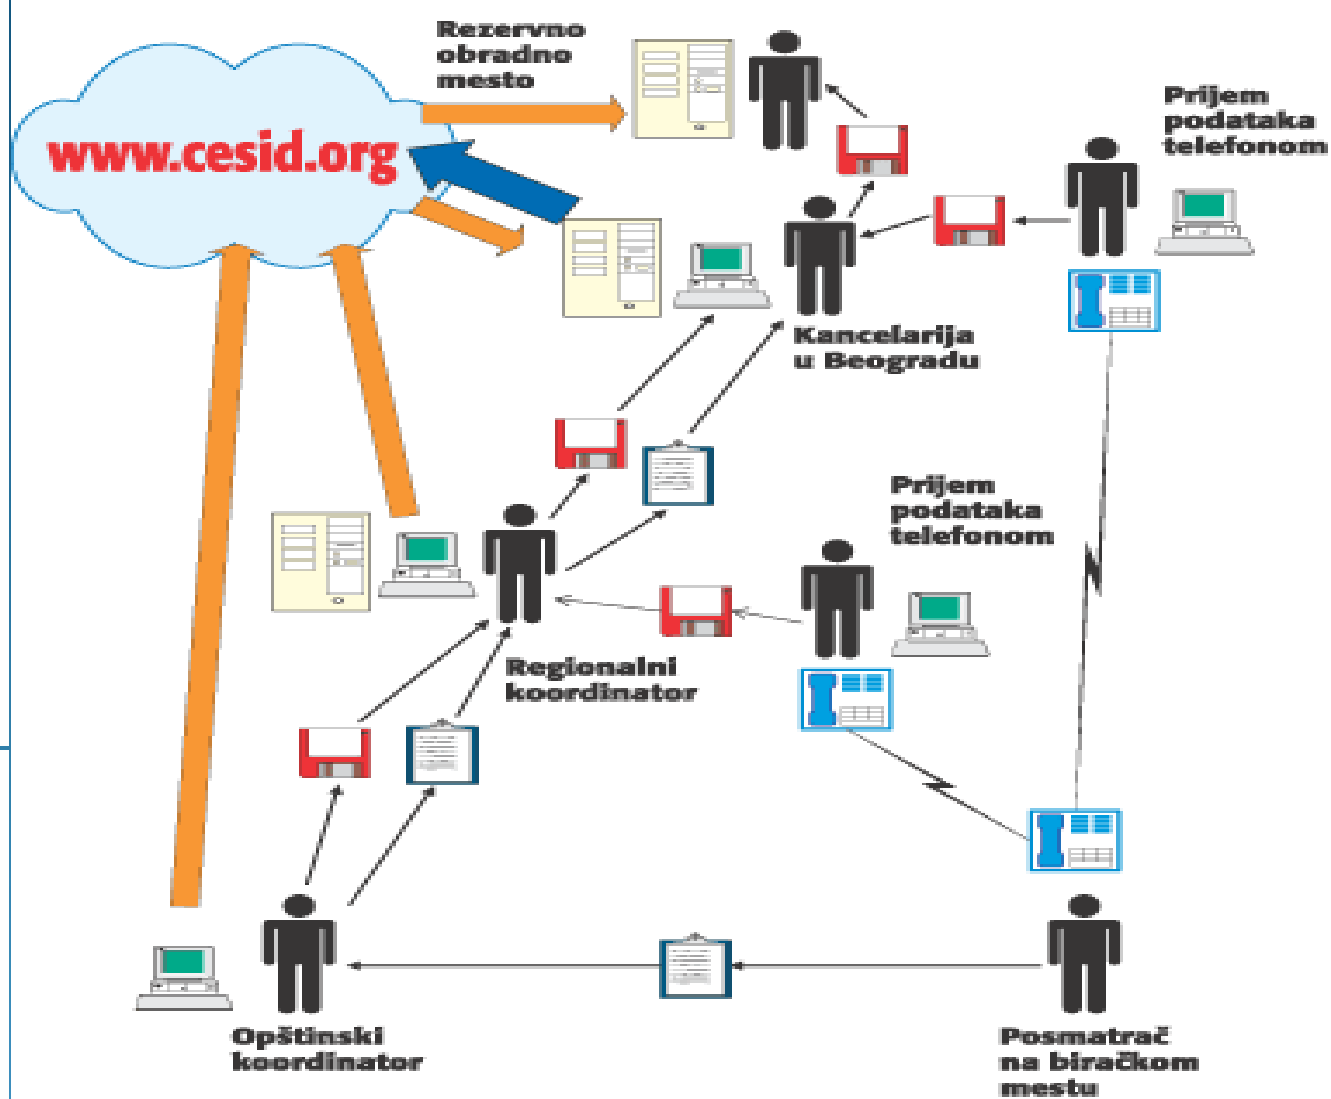 Rezervno
obradno
mesto
www.cesid.org
Prijem
podataka
telefonom
Kancelarija
u Beogradu
Prijem
podataka
telefonom
Regionalni
koordinator
Opštinski
koordinator
Posmatrač
na biračkom
mestu